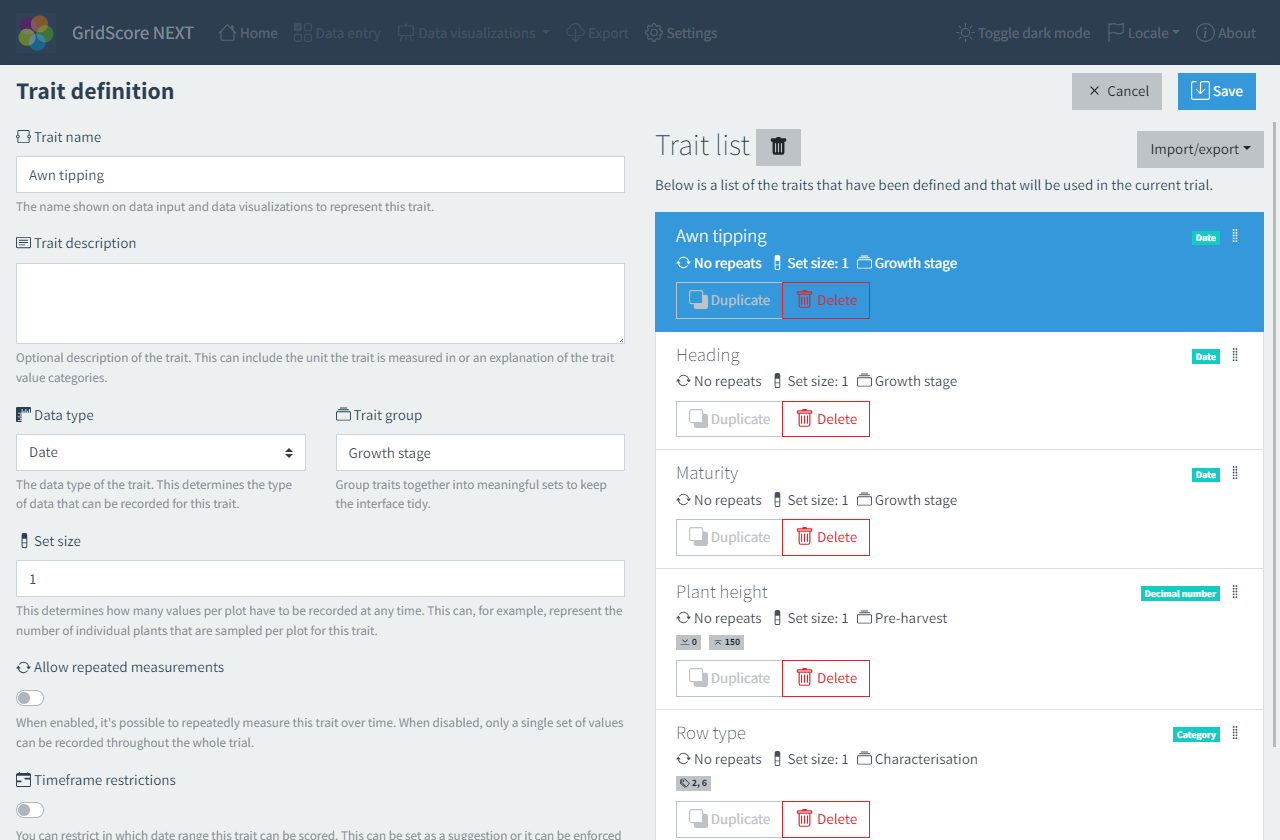 GridScore NEXT Home Data entry Data visualizations Export Settings Toggle dark mode Locale About
Trait definition
Cancel Save
Trait name
Awn tipping
The name shown on data input and data visualizations to represent this trait.
Trait description
Optional description of the trait. This can include the unit the trait is measured in or an explanation of the trait
value categories.
Data type
Date
The data type of the trait. This determines the type
of data that can be recorded for this trait.
Trait group
Growth stage
Group traits together into meaningful sets to keep
the interface tidy.
Set size
1
This determines how many values per plot have to be recorded at any time. This can, for example, represent the
number of individual plants that are sampled per plot for this trait.
Allow repeated measurements
When enabled, it's possible to repeatedly measure this trait over time. When disabled, only a single set of values
can be recorded throughout the whole trial.
Timeframe restrictions
You can restrict in which date range this trait can be scored. This can be set as a suggestion or it can be enforced
Trait list
Import/export
Below is a list of the traits that have been defined and that will be used in the current trial.
Awn tipping Date
No repeats Set size: 1 Growth stage
Duplicate Delete
Heading Date
No repeats Set size: 1 Growth stage
Duplicate Delete
Maturity Date
No repeats Set size: 1 Growth stage
Duplicate Delete
Plant height Decimal number
No repeats Set size: 1 Pre-harvest
0 150
Duplicate Delete
Row type Category
No repeats Set size: 1 Characterisation
2, 6
Duplicate Delete